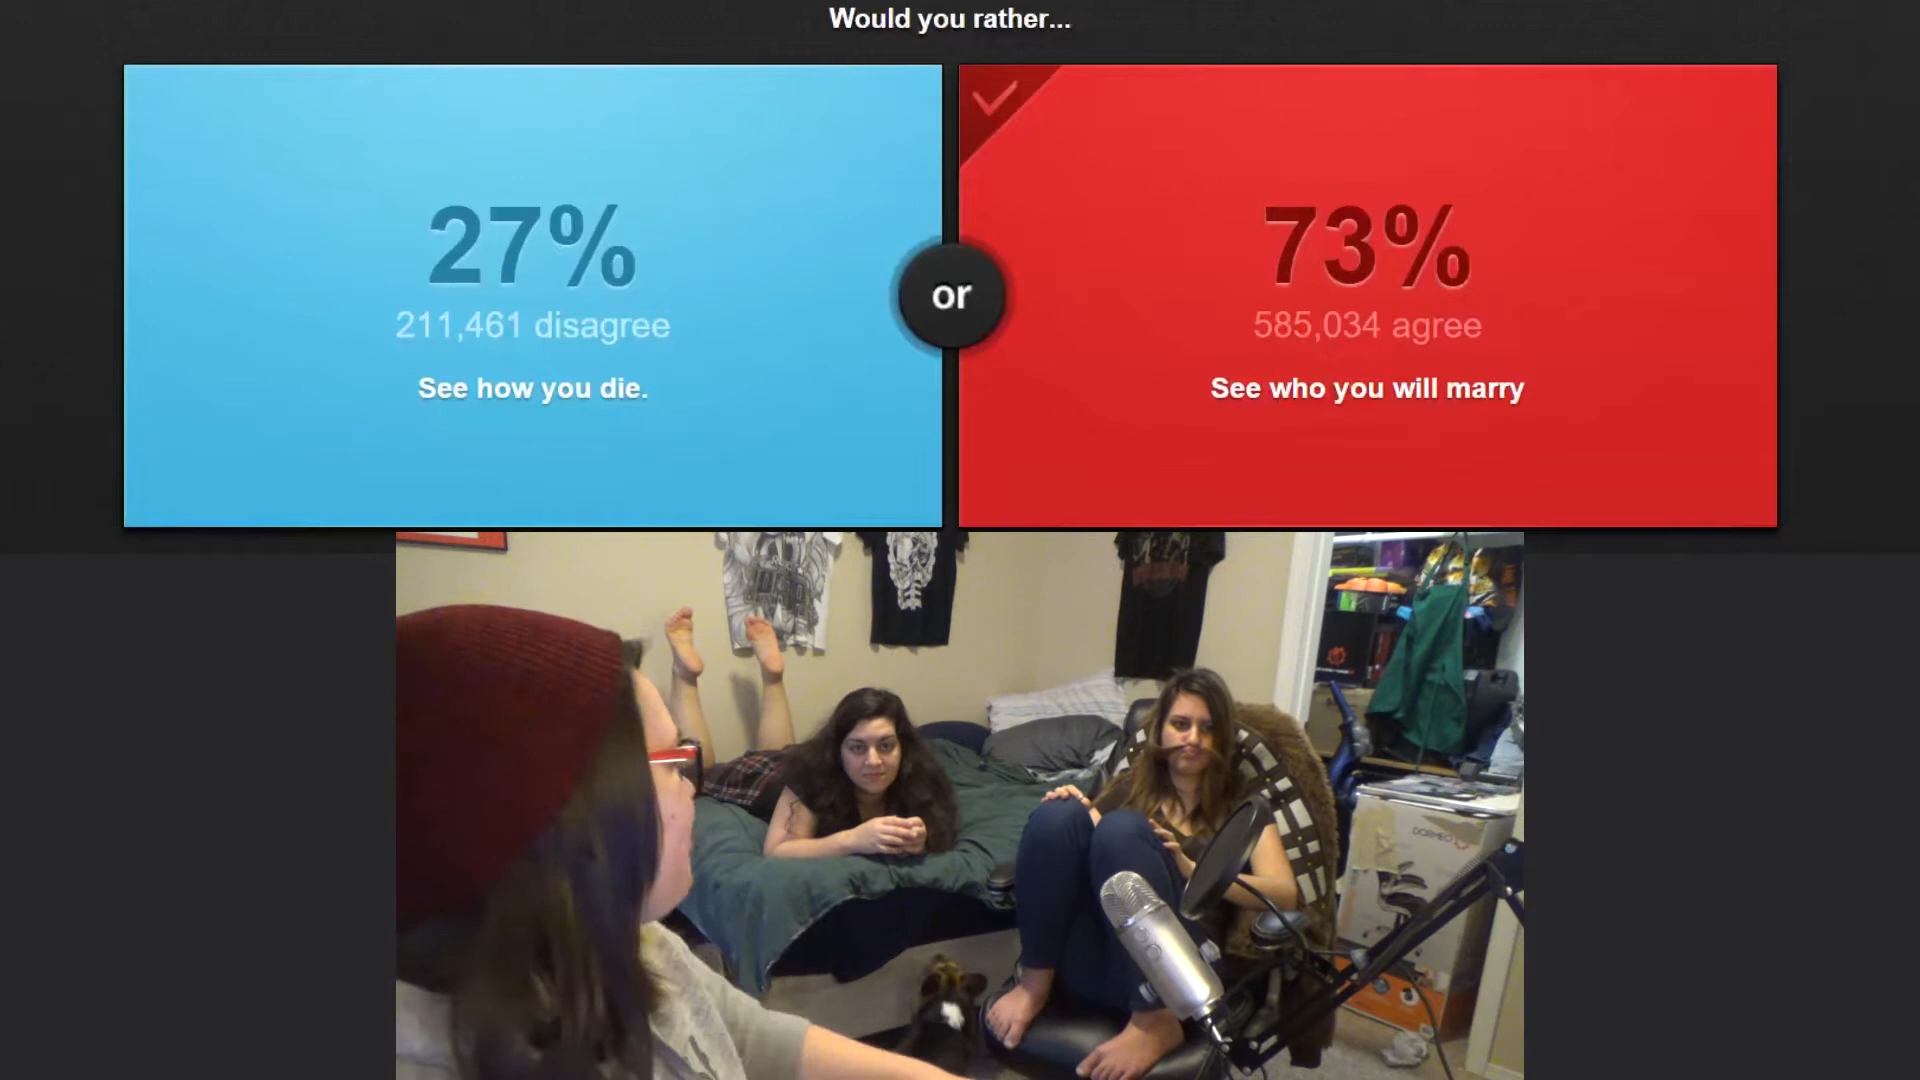 Would you rather...
27%
211,461 disagree
See how you die.
or
73%
585,034 agree
See who you will marry